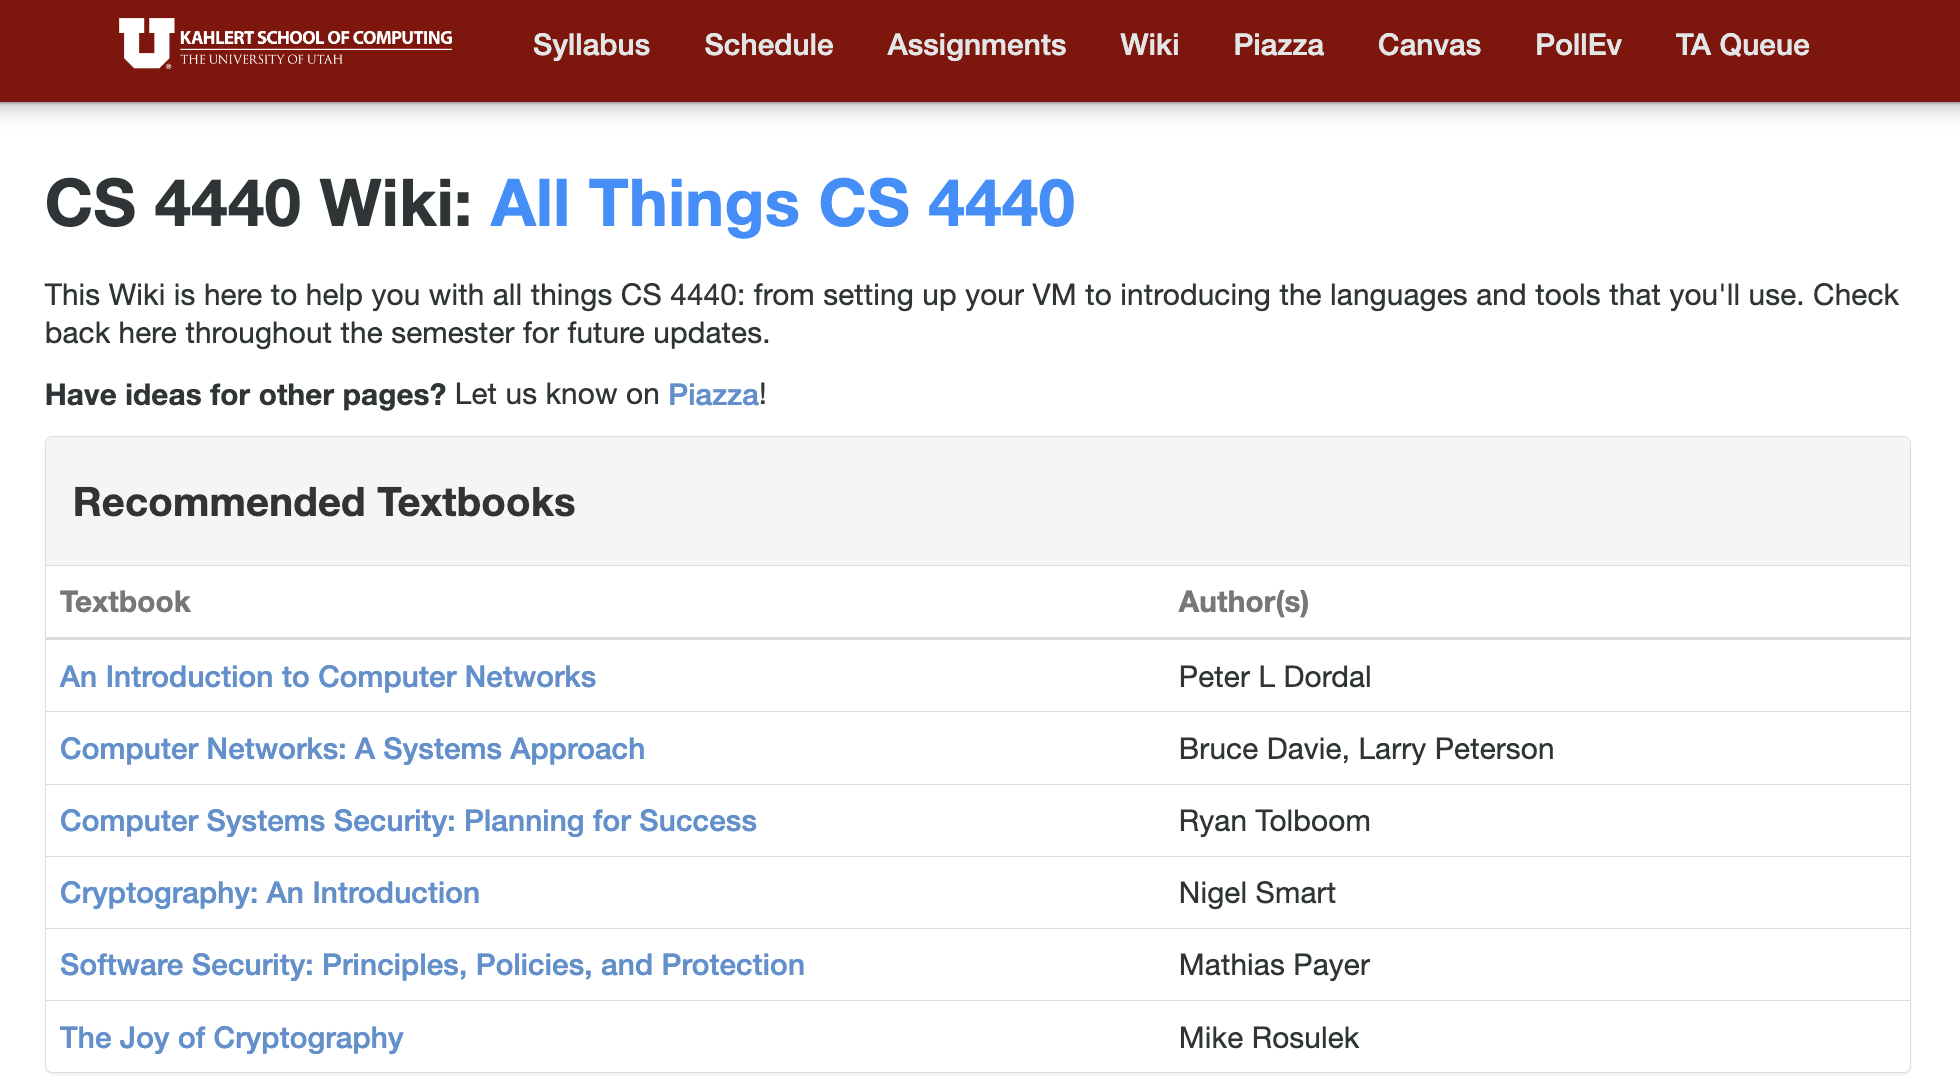 KAHLERT SCHOOL OF COMPUTING
THE UNIVERSITY OF UTAH
Syllabus Schedule Assignments Wiki Piazza Canvas PollEv TA Queue
CS 4440 Wiki: All Things CS 4440
This Wiki is here to help you with all things CS 4440: from setting up your VM to introducing the languages and tools that you'll use. Check
back here throughout the semester for future updates.
Have ideas for other pages? Let us know on Piazza!
Recommended Textbooks
Textbook Author(s)
An Introduction to Computer Networks Peter L Dordal
Computer Networks: A Systems Approach Bruce Davie, Larry Peterson
Computer Systems Security: Planning for Success Ryan Tolboom
Cryptography: An Introduction Nigel Smart
Software Security: Principles, Policies, and Protection Mathias Payer
The Joy of Cryptography Mike Rosulek